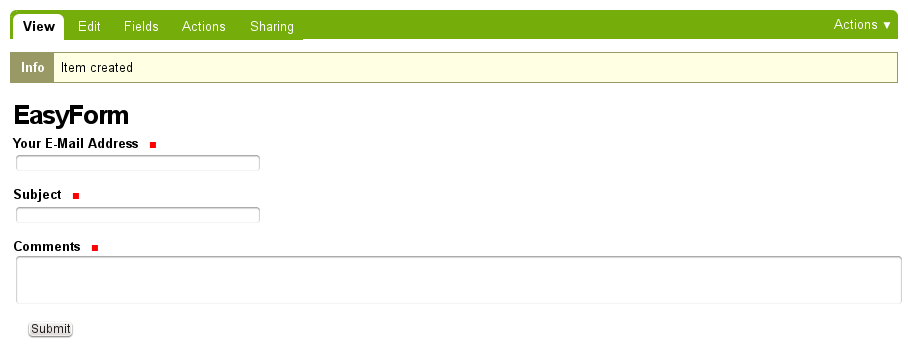 View Edit Fields Actions Sharing Actions ▼
Info Item created
EasyForm
Your E-Mail Address
Subject
Comments
Submit